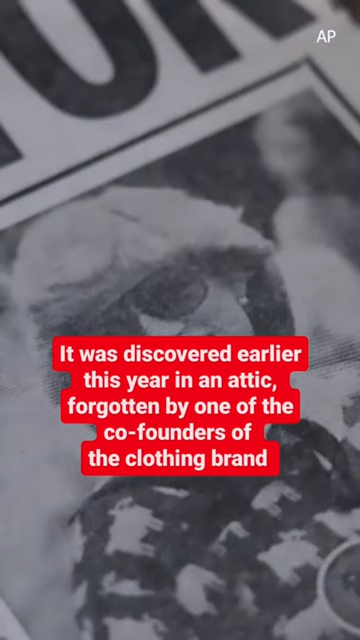 AP
It was discovered earlier
this year in an attic,
forgotten by one of the
co-founders of
the clothing brand